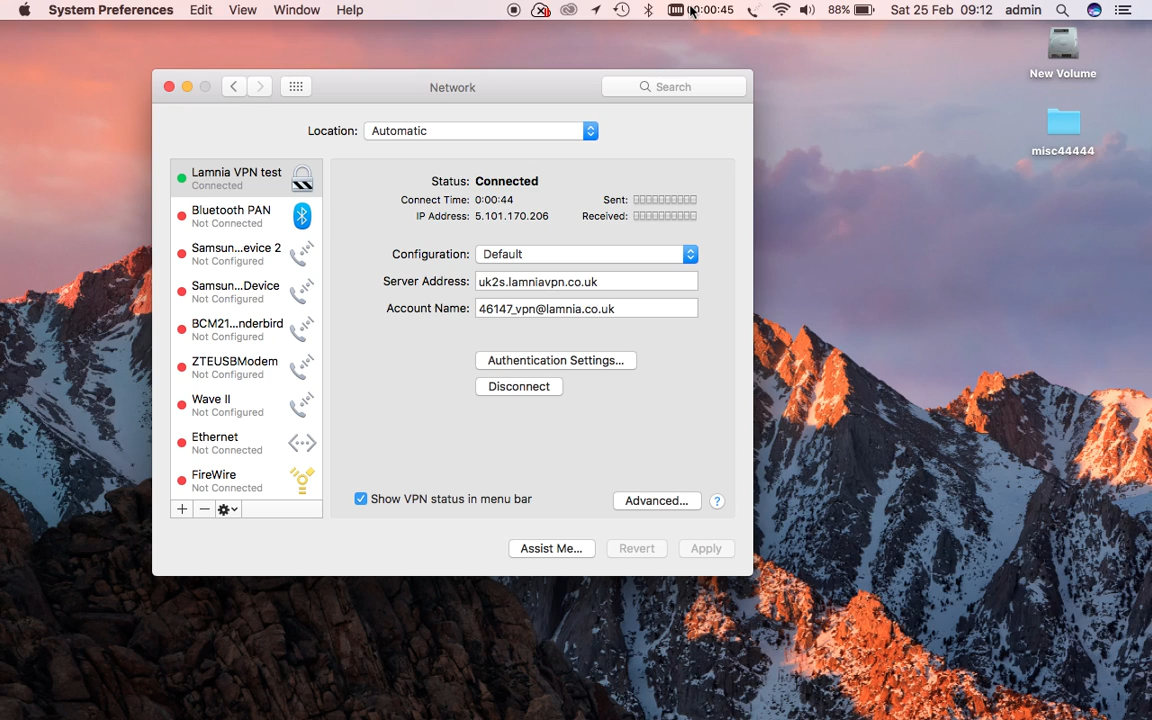 System Preferences Edit View Window Help 0:00:45 88% Sat 25 Feb 09:12 admin
New Volume
misc44444
Network
Search
Location: Automatic
Lamnia VPN test
Connected
Bluetooth PAN
Not Connected
Samsun...evice 2
Not Configured
Samsun...Device
Not Configured
BCM21...nderbird
Not Configured
ZTEUSBModem
Not Configured
Wave II
Not Configured
Ethernet
Not Connected
FireWire
Not Connected
Status: Connected
Connect Time: 0:00:44 Sent:
IP Address: 5.101.170.206 Received:
Configuration: Default
Server Address: uk2s.lamniavpn.co.uk
Account Name: 46147_vpn@lamnia.co.uk
Authentication Settings...
Disconnect
Show VPN status in menu bar
Advanced... ?
Assist Me... Revert Apply